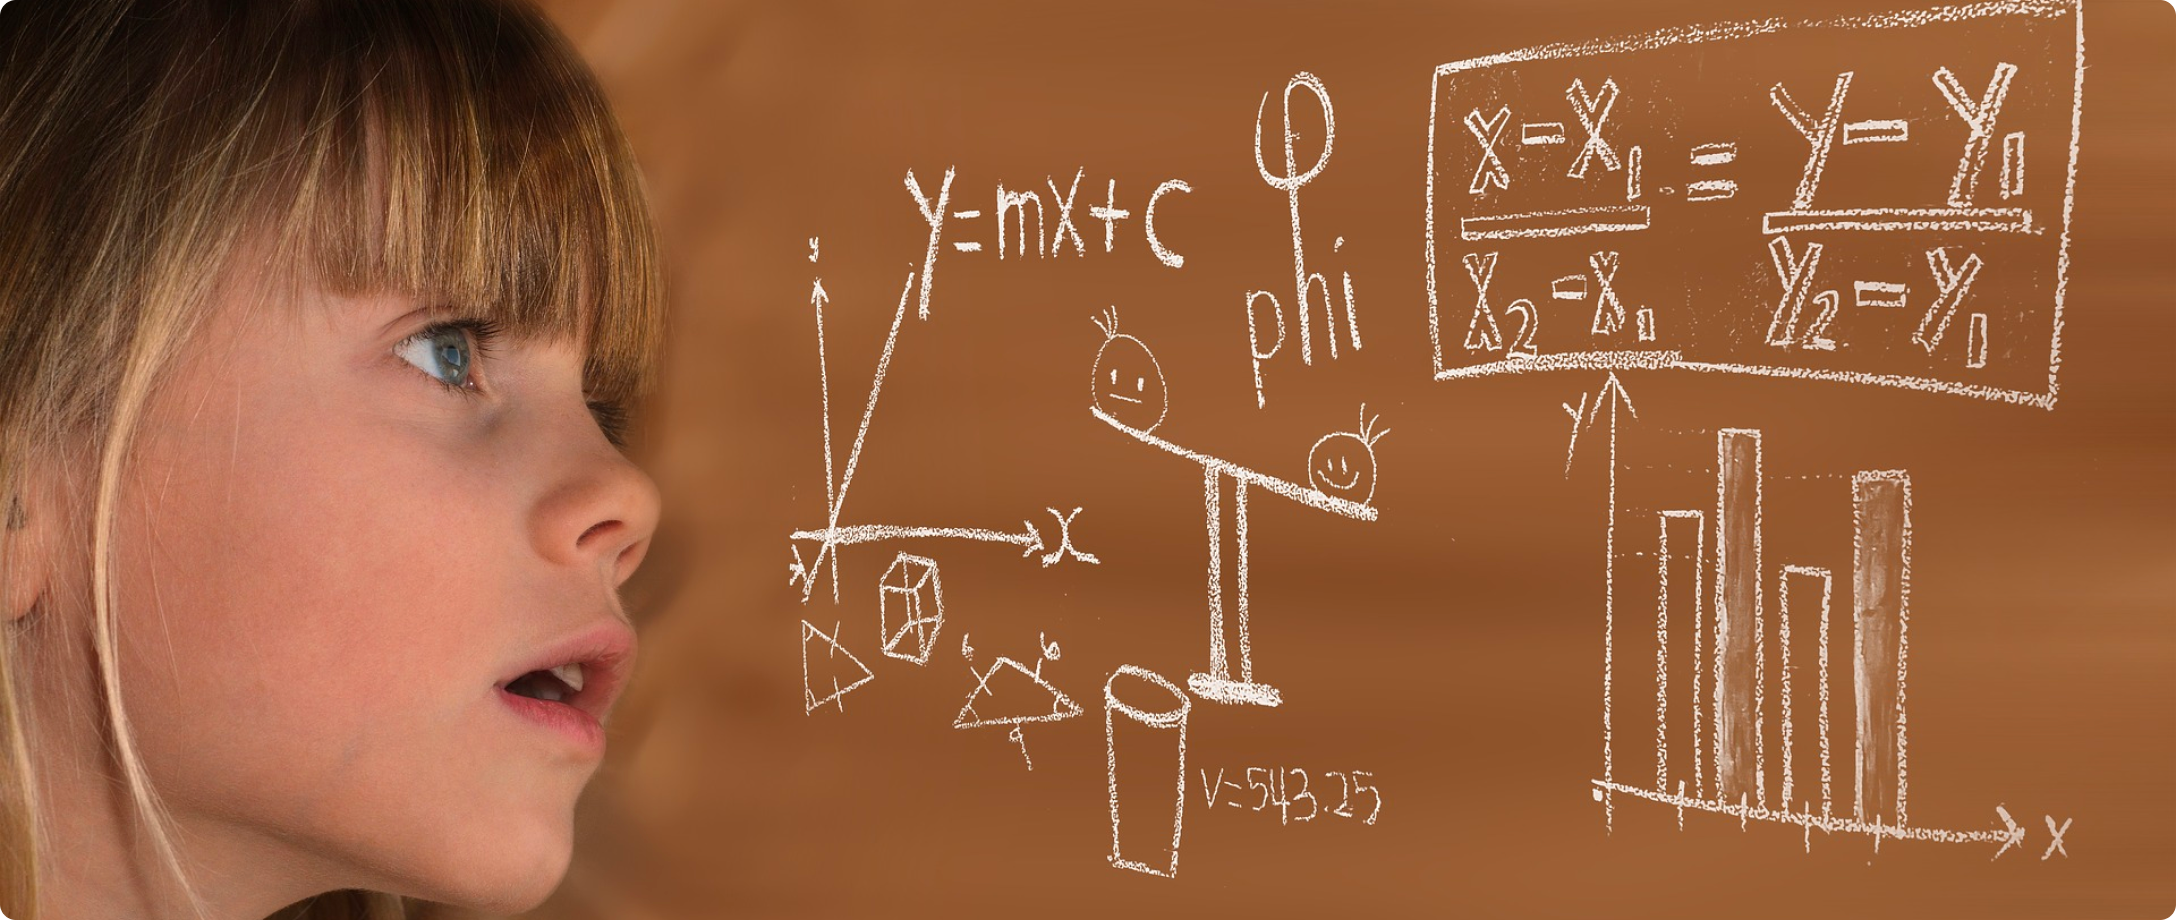 y
y=mx+c
x
φ
phi
x-x₁ = y-y₁
x₂-x₁ y₂-y₁
b
a
V=543.25
y
x